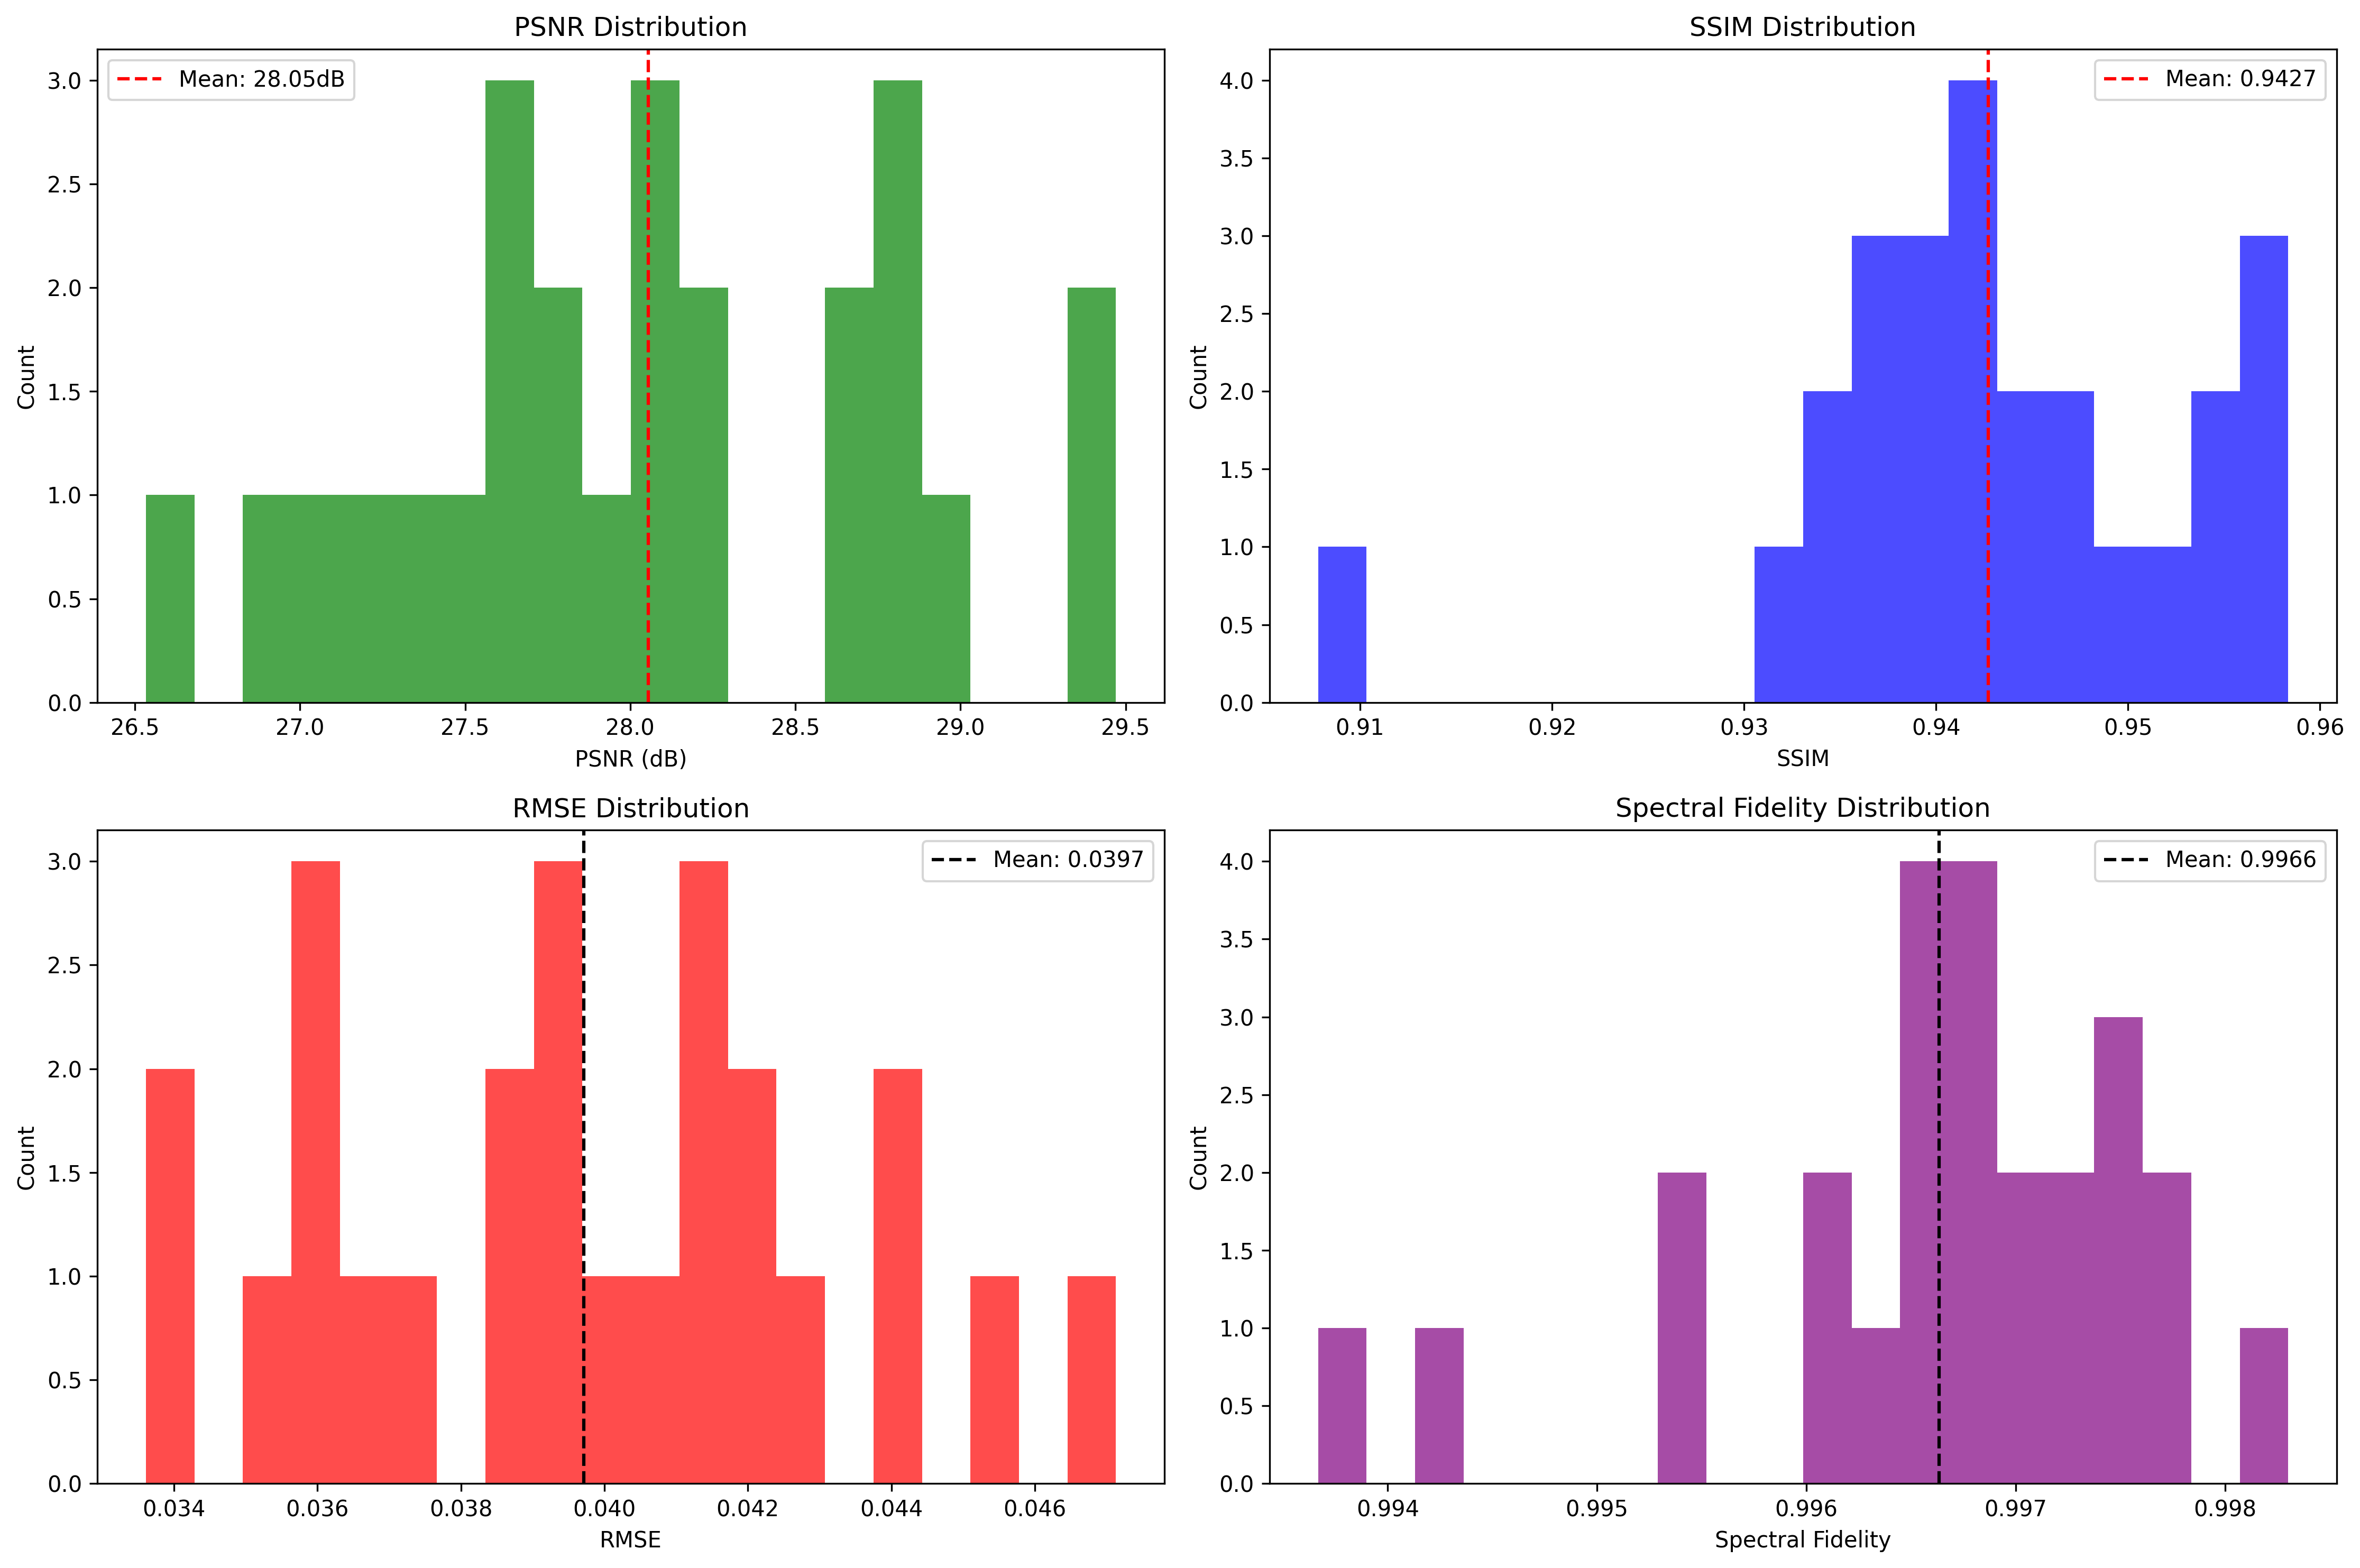 PSNR Distribution
Mean: 28.05dB
3.0
2.5
2.0
1.5
1.0
0.5
0.0
Count
26.5 27.0 27.5 28.0 28.5 29.0 29.5
PSNR (dB)
SSIM Distribution
Mean: 0.9427
4.0
3.5
3.0
2.5
2.0
1.5
1.0
0.5
0.0
Count
0.91 0.92 0.93 0.94 0.95 0.96
SSIM
RMSE Distribution
Mean: 0.0397
3.0
2.5
2.0
1.5
1.0
0.5
0.0
Count
0.034 0.036 0.038 0.040 0.042 0.044 0.046
RMSE
Spectral Fidelity Distribution
Mean: 0.9966
4.0
3.5
3.0
2.5
2.0
1.5
1.0
0.5
0.0
Count
0.994 0.995 0.996 0.997 0.998
Spectral Fidelity